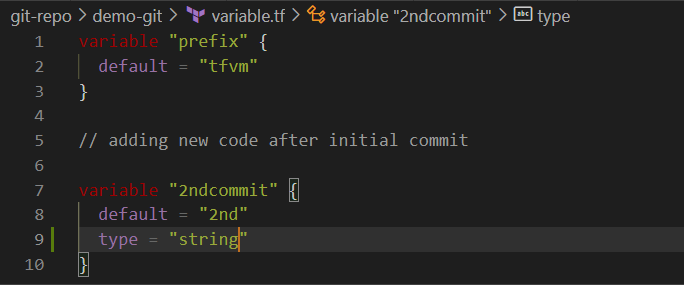 git-repo > demo-git > variable.tf > variable "2ndcommit" > abc type
1 variable "prefix" {
2 default = "tfvm"
3 }
4
5 // adding new code after initial commit
6
7 variable "2ndcommit" {
8 default = "2nd"
9 type = "string"
10 }